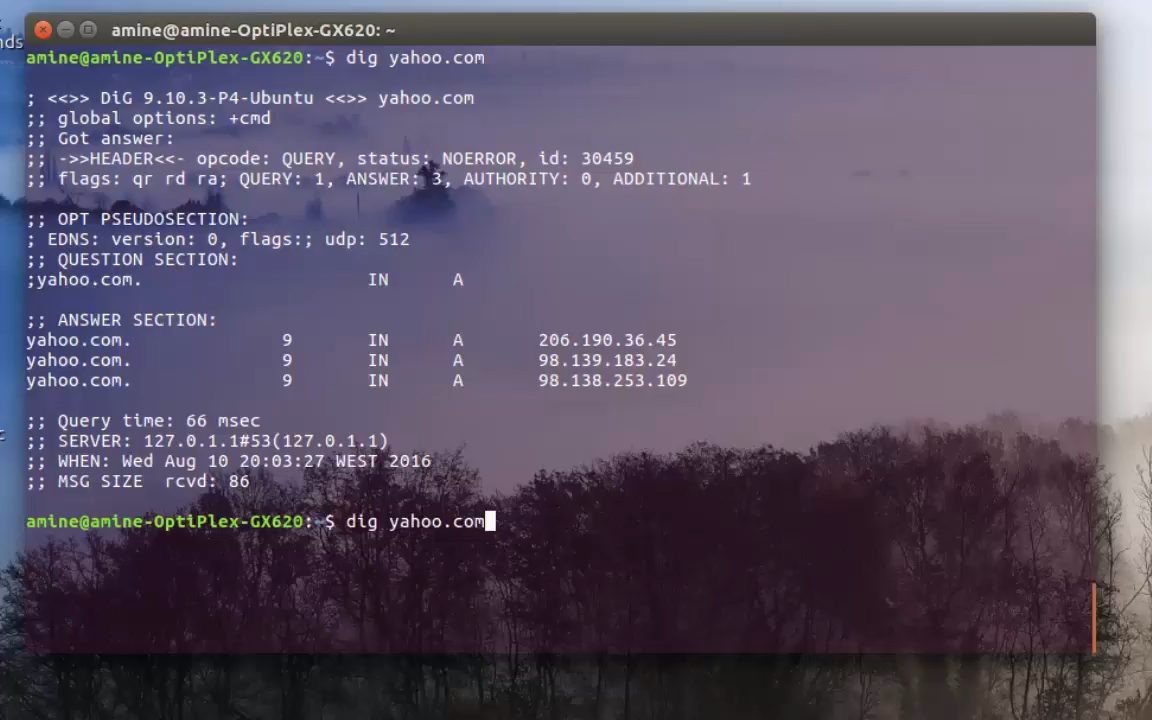 amine@amine-OptiPlex-GX620: ~
nds
amine@amine-OptiPlex-GX620:~$ dig yahoo.com
; <<>> DiG 9.10.3-P4-Ubuntu <<>> yahoo.com
;; global options: +cmd
;; Got answer:
;; ->>HEADER<<- opcode: QUERY, status: NOERROR, id: 30459
;; flags: qr rd ra; QUERY: 1, ANSWER: 3, AUTHORITY: 0, ADDITIONAL: 1
;; OPT PSEUDOSECTION:
; EDNS: version: 0, flags:; udp: 512
;; QUESTION SECTION:
;yahoo.com. IN A
;; ANSWER SECTION:
yahoo.com. 9 IN A 206.190.36.45
yahoo.com. 9 IN A 98.139.183.24
yahoo.com. 9 IN A 98.138.253.109
;; Query time: 66 msec
;; SERVER: 127.0.1.1#53(127.0.1.1)
;; WHEN: Wed Aug 10 20:03:27 WEST 2016
;; MSG SIZE  rcvd: 86
amine@amine-OptiPlex-GX620:~$ dig yahoo.com